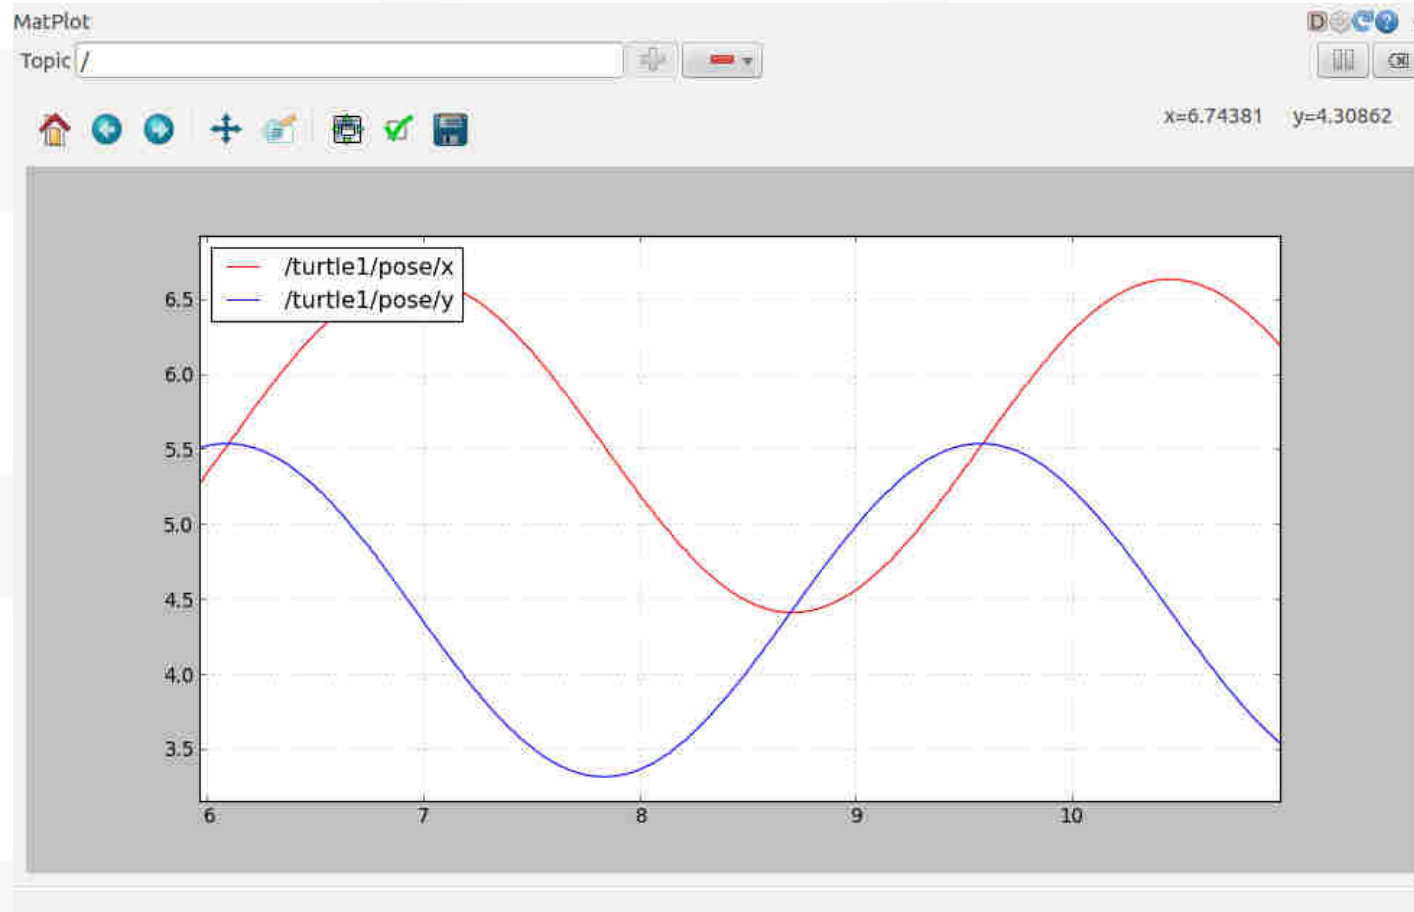 MatPlot
D
Topic /
x=6.74381 y=4.30862
/turtle1/pose/x
/turtle1/pose/y
6.5
6.0
5.5
5.0
4.5
4.0
3.5
6 7 8 9 10